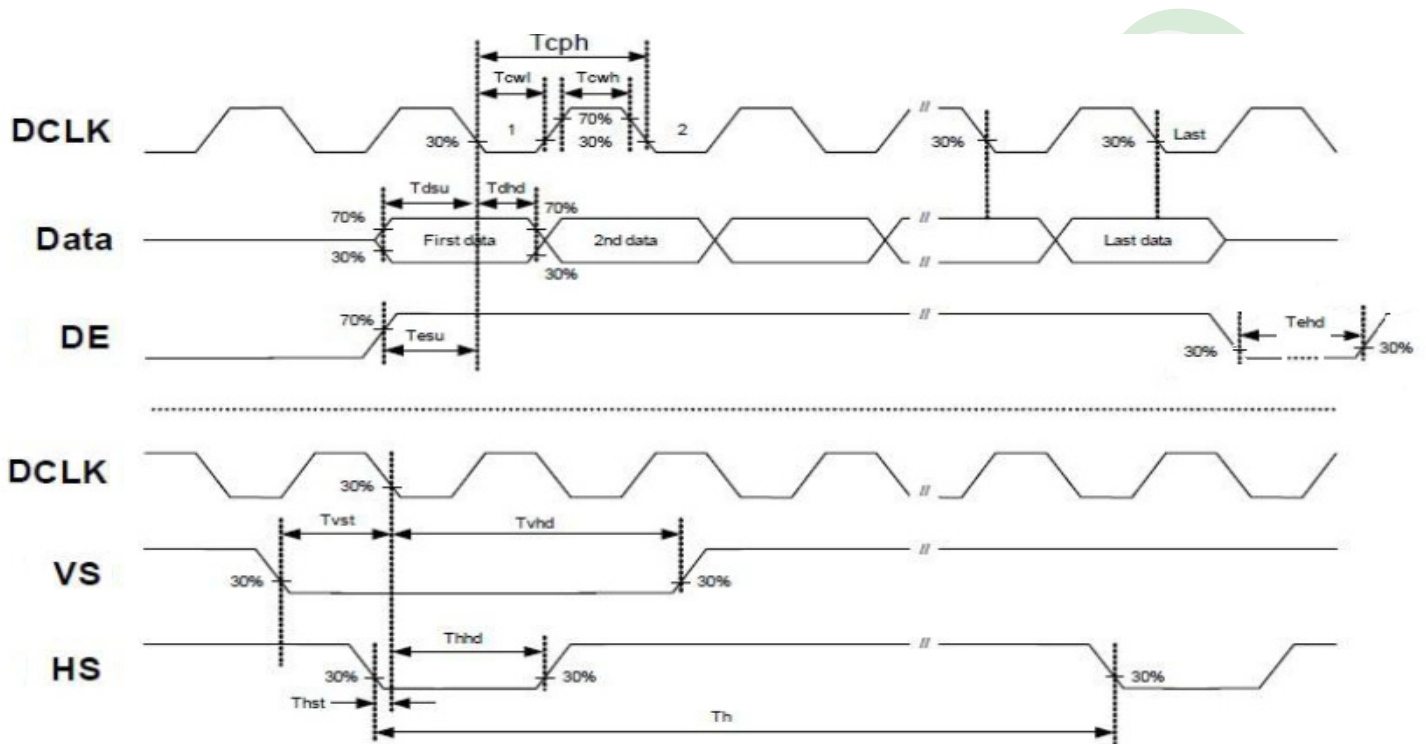 Tcph
Tcwl
Tcwh
DCLK
30%
1
70%
30%
2
//
30%
30%
Last
Tdsu
Tdhd
70%
70%
Data
First data
2nd data
//
//
Last data
30%
30%
70%
DE
Tesu
//
Tehd
30%
30%
DCLK
30%
//
Tvst
Tvhd
VS
30%
30%
//
HS
Thhd
//
30%
30%
30%
Thst
Th